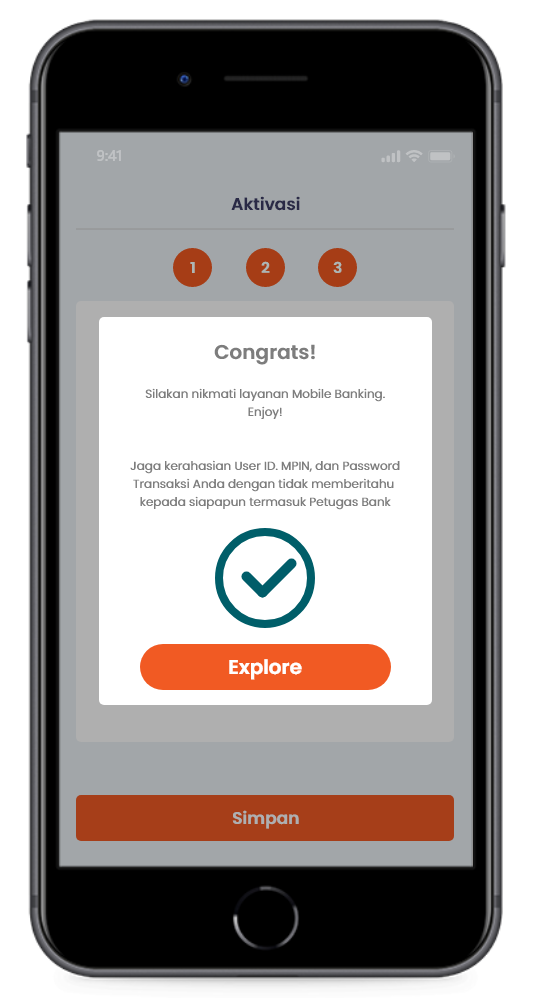 9:41
Aktivasi
1 2 3
Congrats!
Silakan nikmati layanan Mobile Banking.
Enjoy!
Jaga kerahasian User ID. MPIN, dan Password
Transaksi Anda dengan tidak memberitahu
kepada siapapun termasuk Petugas Bank
Explore
Simpan